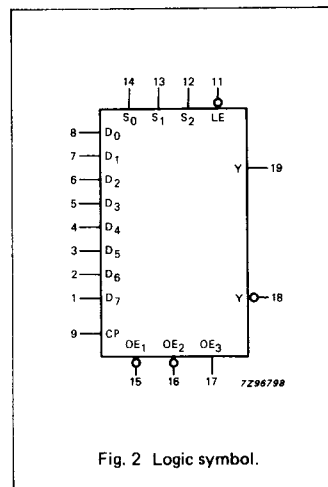 14 13 12 11
S0 S1 S2 LE
8 D0
7 D1
6 D2
5 D3
4 D4
3 D5
2 D6
1 D7
9 CP
Y 19
Y 18
OE1 OE2 OE3
15 16 17
7Z96798
Fig. 2 Logic symbol.